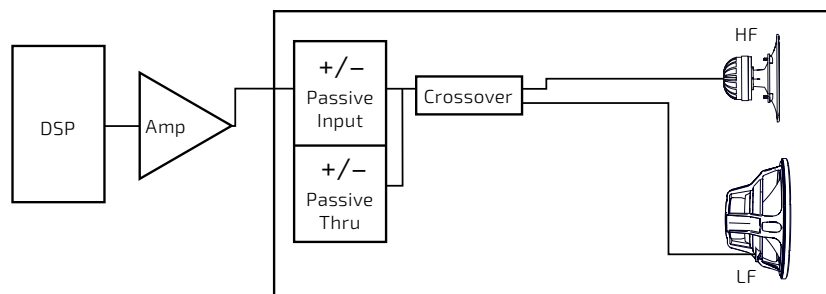 DSP
Amp
+/–
Passive
Input
+/–
Passive
Thru
Crossover
HF
LF